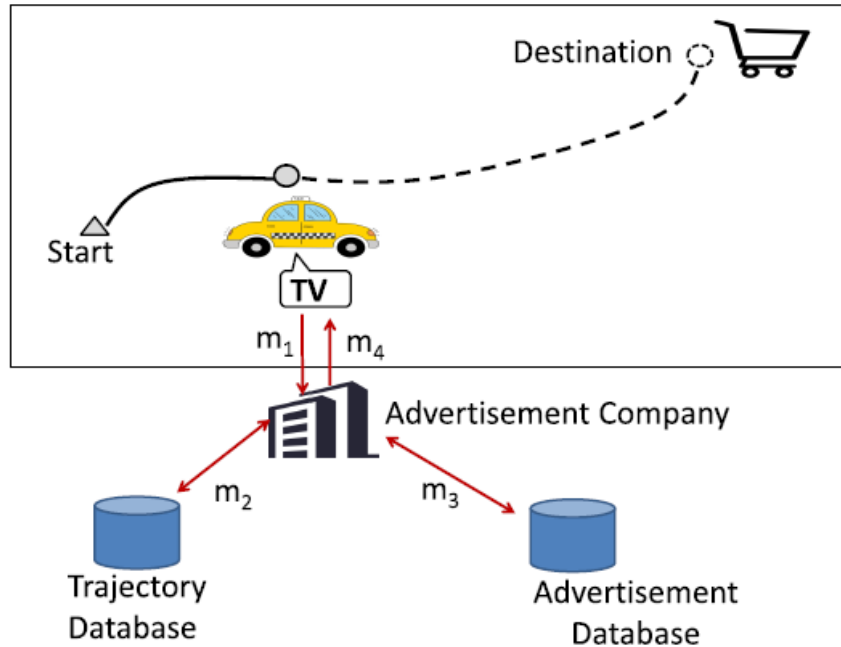 Destination
Start
TV
m₁
m₄
Advertisement Company
m₂
m₃
Trajectory
Database
Advertisement
Database